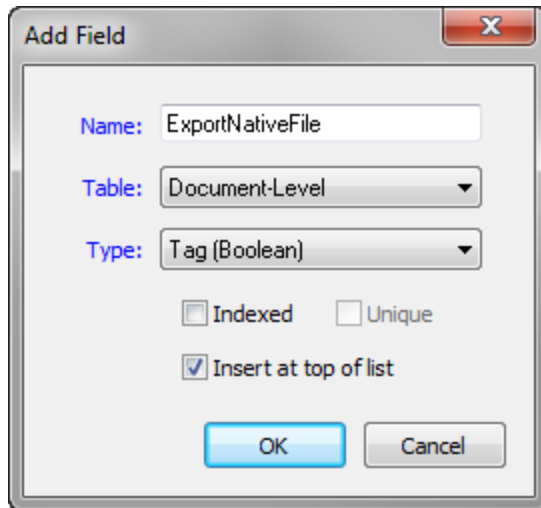 Add Field
Name: ExportNativeFile
Table: Document-Level
Type: Tag (Boolean)
Indexed Unique
Insert at top of list
OK Cancel